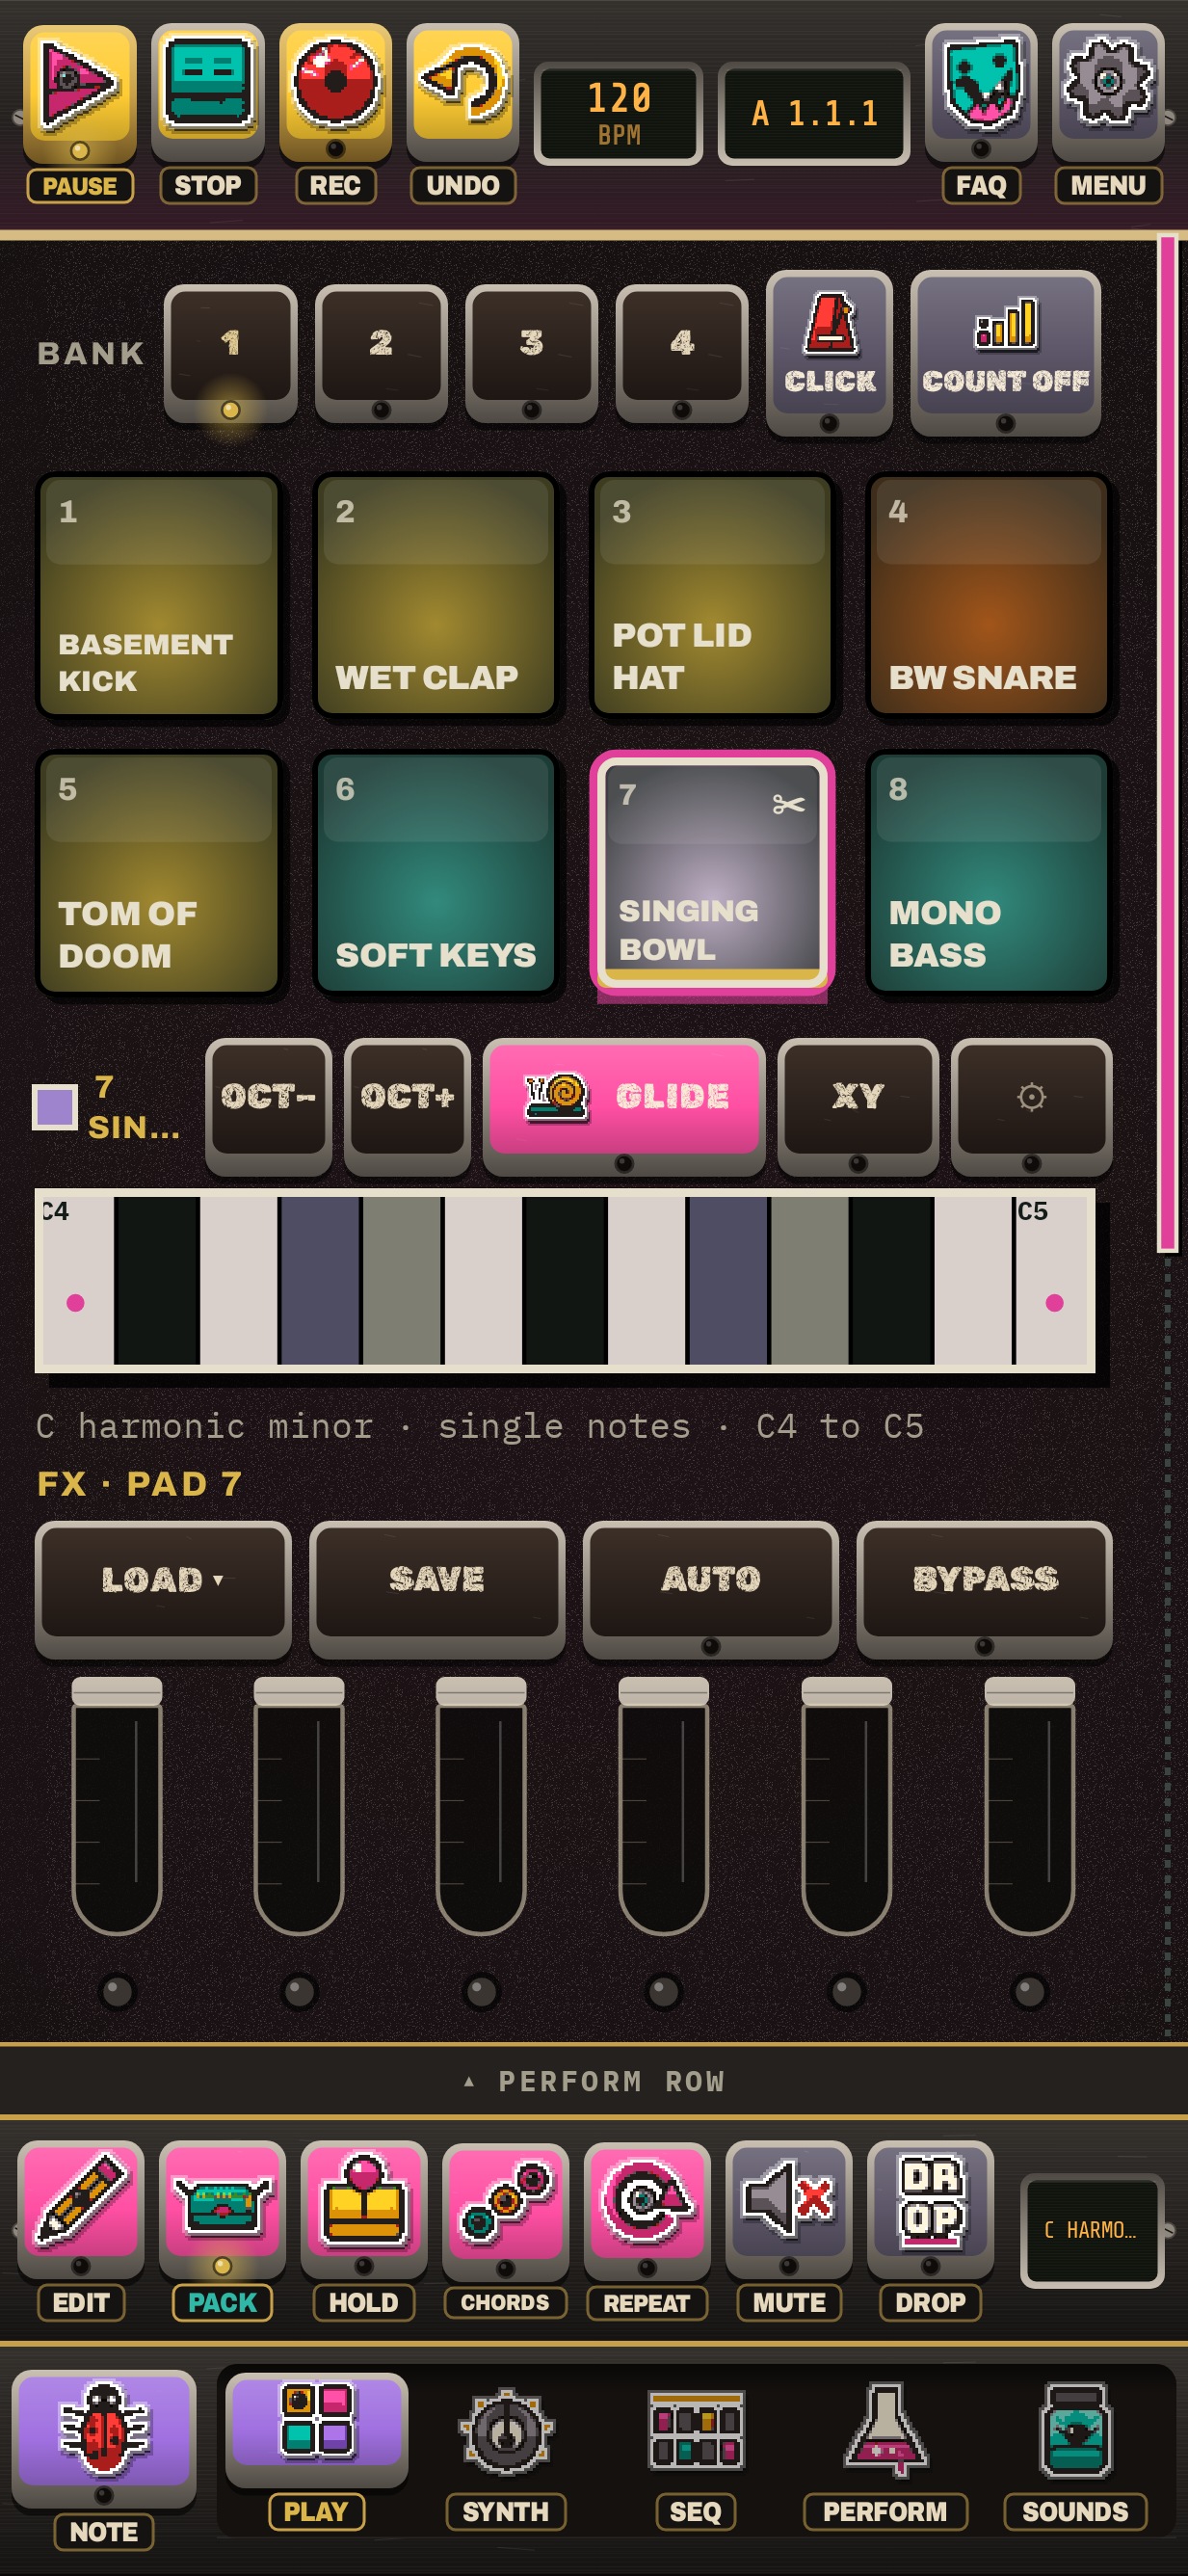 120
BPM
A 1.1.1
PAUSE
STOP
REC
UNDO
FAQ
MENU
BANK
1
2
3
4
CLICK
COUNT OFF
1
BASEMENT
KICK
2
WET CLAP
3
POT LID
HAT
4
BW SNARE
5
TOM OF
DOOM
6
SOFT KEYS
7
SINGING
BOWL
8
MONO
BASS
7
SIN...
OCT-
OCT+
GLIDE
XY
C4
C5
C harmonic minor · single notes · C4 to C5
FX · PAD 7
LOAD ▾
SAVE
AUTO
BYPASS
▴ PERFORM ROW
DR
OP
C HARMO...
EDIT
PACK
HOLD
CHORDS
REPEAT
MUTE
DROP
NOTE
PLAY
SYNTH
SEQ
PERFORM
SOUNDS